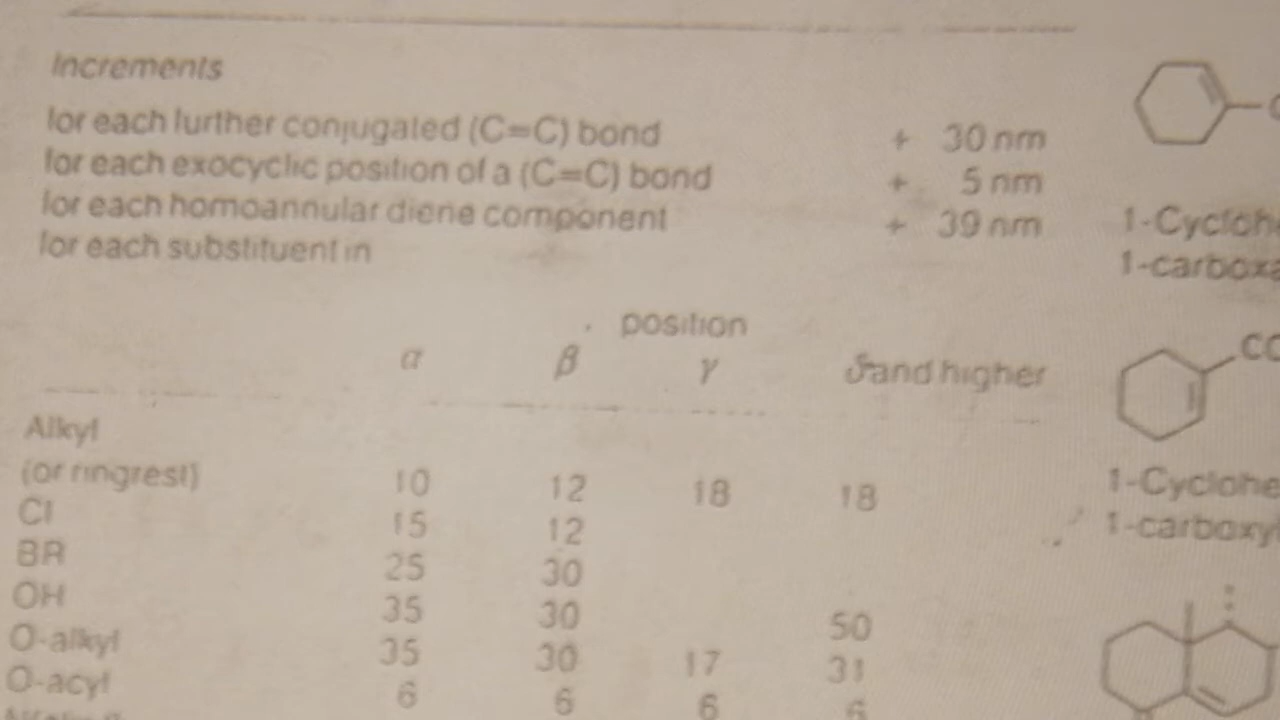 Increments
for each further conjugated (C=C) bond + 30 nm
for each exocyclic position of a (C=C) bond + 5 nm
for each homoannular diene component + 39 nm
for each substituent in
position
α β γ δ and higher
Alkyl
(or ringrest) 10 12 18 18
Cl 15 12
BR 25 30
OH 35 30 50
O-alkyl 35 30 17 31
O-acyl 6 6 6 6
1-Cyclohe
1-carboxa
CO
1-Cyclohe
1-carboxy